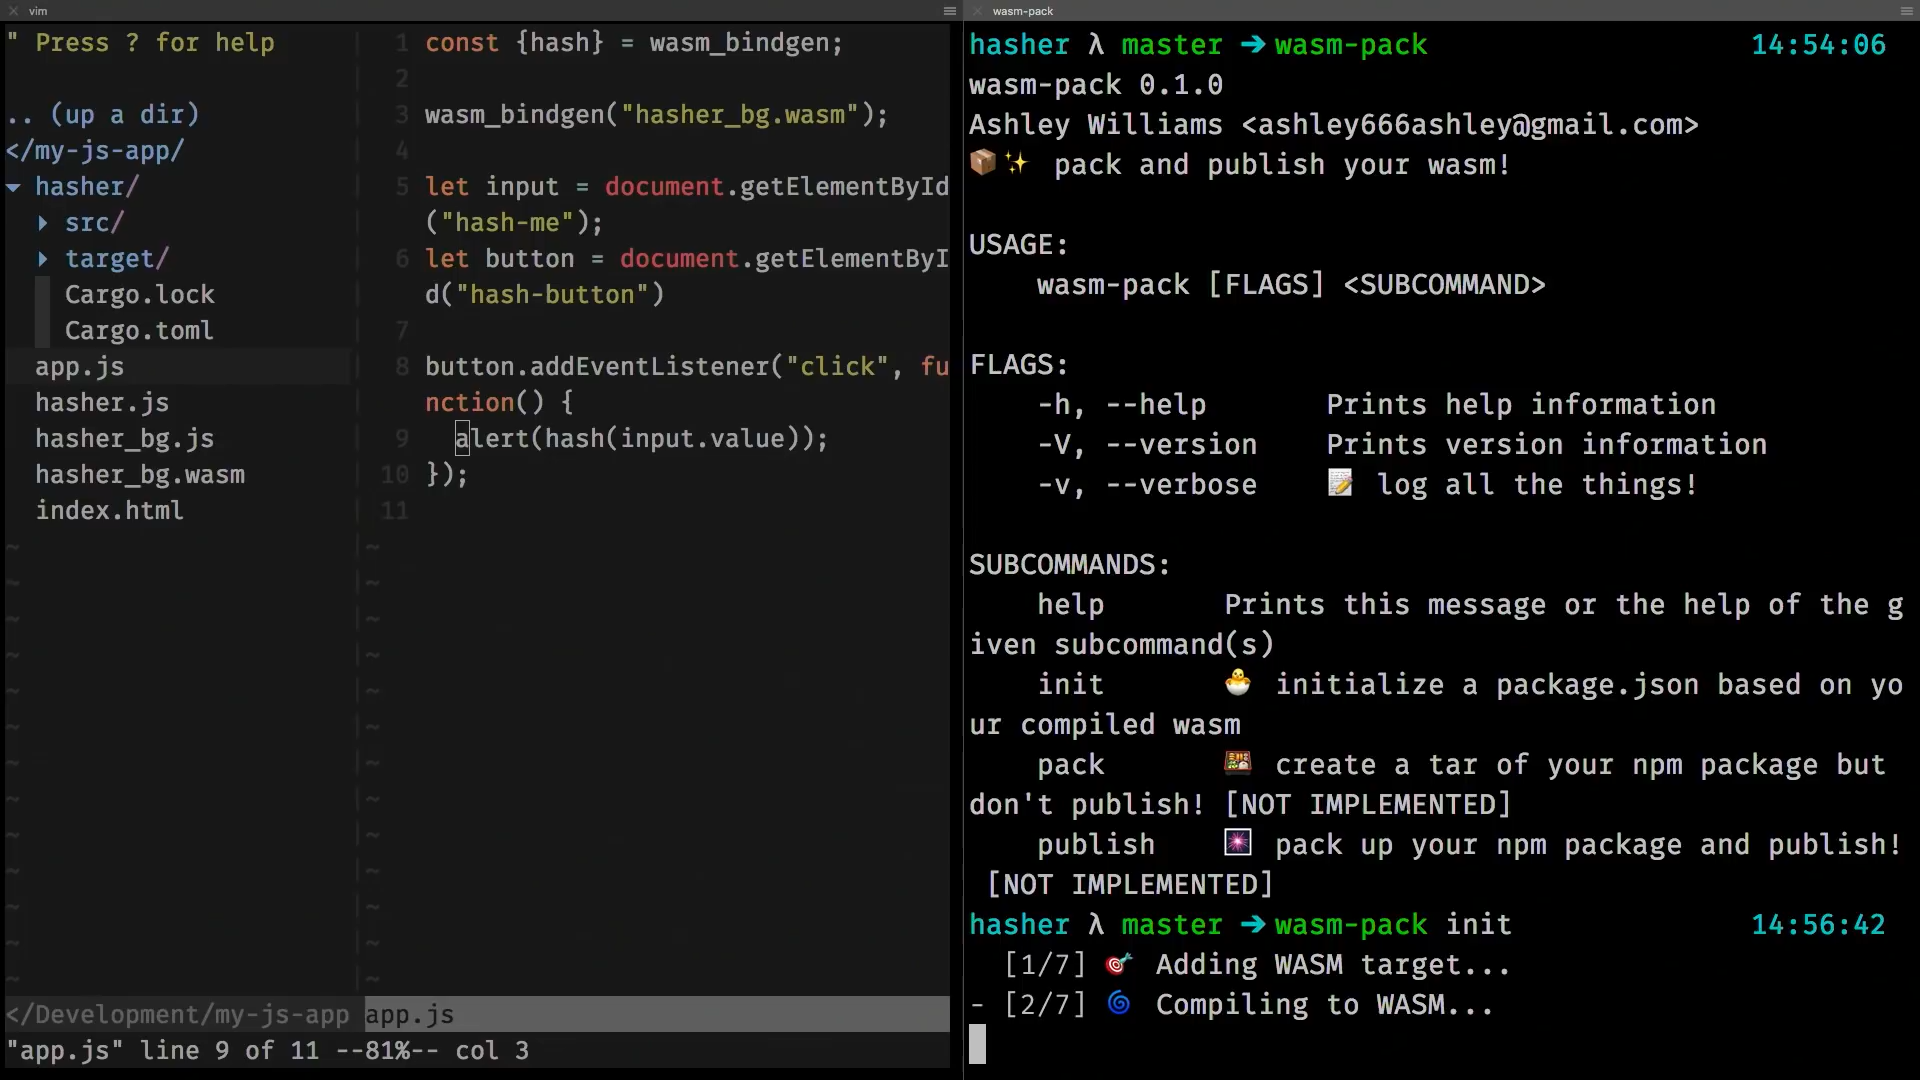 vim
" Press ? for help
.. (up a dir)
</my-js-app/
▾ hasher/
▸ src/
▸ target/
Cargo.lock
Cargo.toml
app.js
hasher.js
hasher_bg.js
hasher_bg.wasm
index.html
~
~
~
~
~
~
~
~
~
~
~
~
~
</Development/my-js-app
1 const {hash} = wasm_bindgen;
2
3 wasm_bindgen("hasher_bg.wasm");
4
5 let input = document.getElementById
("hash-me");
6 let button = document.getElementByI
d("hash-button")
7
8 button.addEventListener("click", fu
nction() {
9   alert(hash(input.value));
10 });
11
~
~
~
~
~
~
~
~
~
~
~
~
~
app.js
"app.js" line 9 of 11 --81%-- col 3
wasm-pack
hasher λ master ➔ wasm-pack 14:54:06
wasm-pack 0.1.0
Ashley Williams <ashley666ashley@gmail.com>
📦✨ pack and publish your wasm!
USAGE:
wasm-pack [FLAGS] <SUBCOMMAND>
FLAGS:
-h, --help Prints help information
-V, --version Prints version information
-v, --verbose 📝 log all the things!
SUBCOMMANDS:
help Prints this message or the help of the g
iven subcommand(s)
init 🐣 initialize a package.json based on yo
ur compiled wasm
pack 🍱 create a tar of your npm package but
don't publish! [NOT IMPLEMENTED]
publish 🎆 pack up your npm package and publish!
[NOT IMPLEMENTED]
hasher λ master ➔ wasm-pack init 14:56:42
[1/7] 🎯 Adding WASM target...
- [2/7] 🌀 Compiling to WASM...